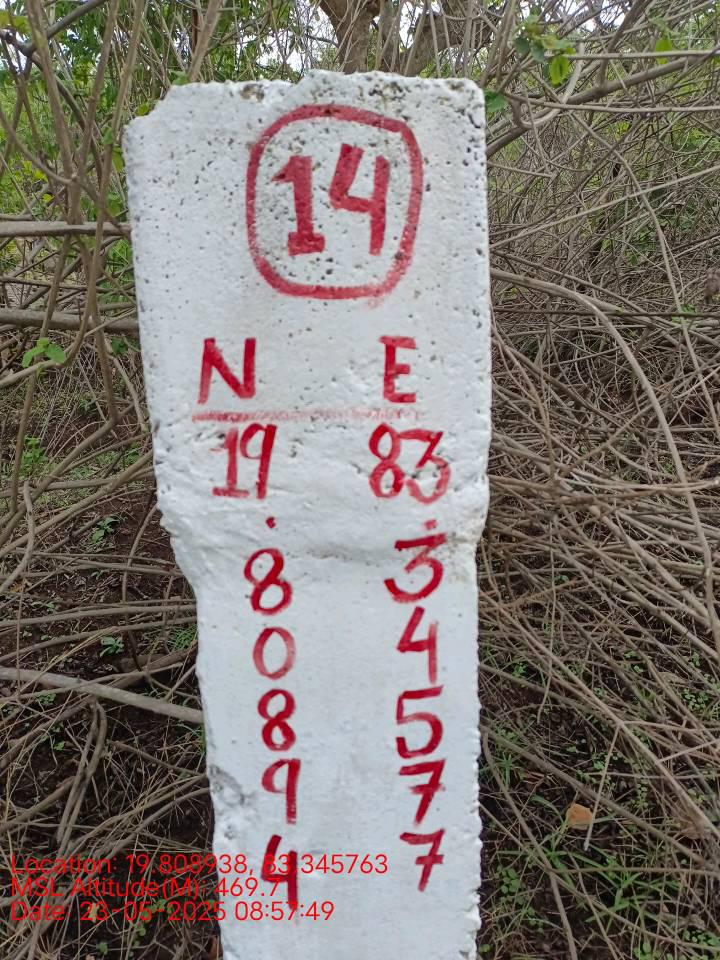 14
N E
19 83
. .
8 3
0 4
8 5
9 7
4 7
Location: 19.808938, 83.345763
MSL Altitude(M): 469.7
Date: 23-05-2025 08:57:49